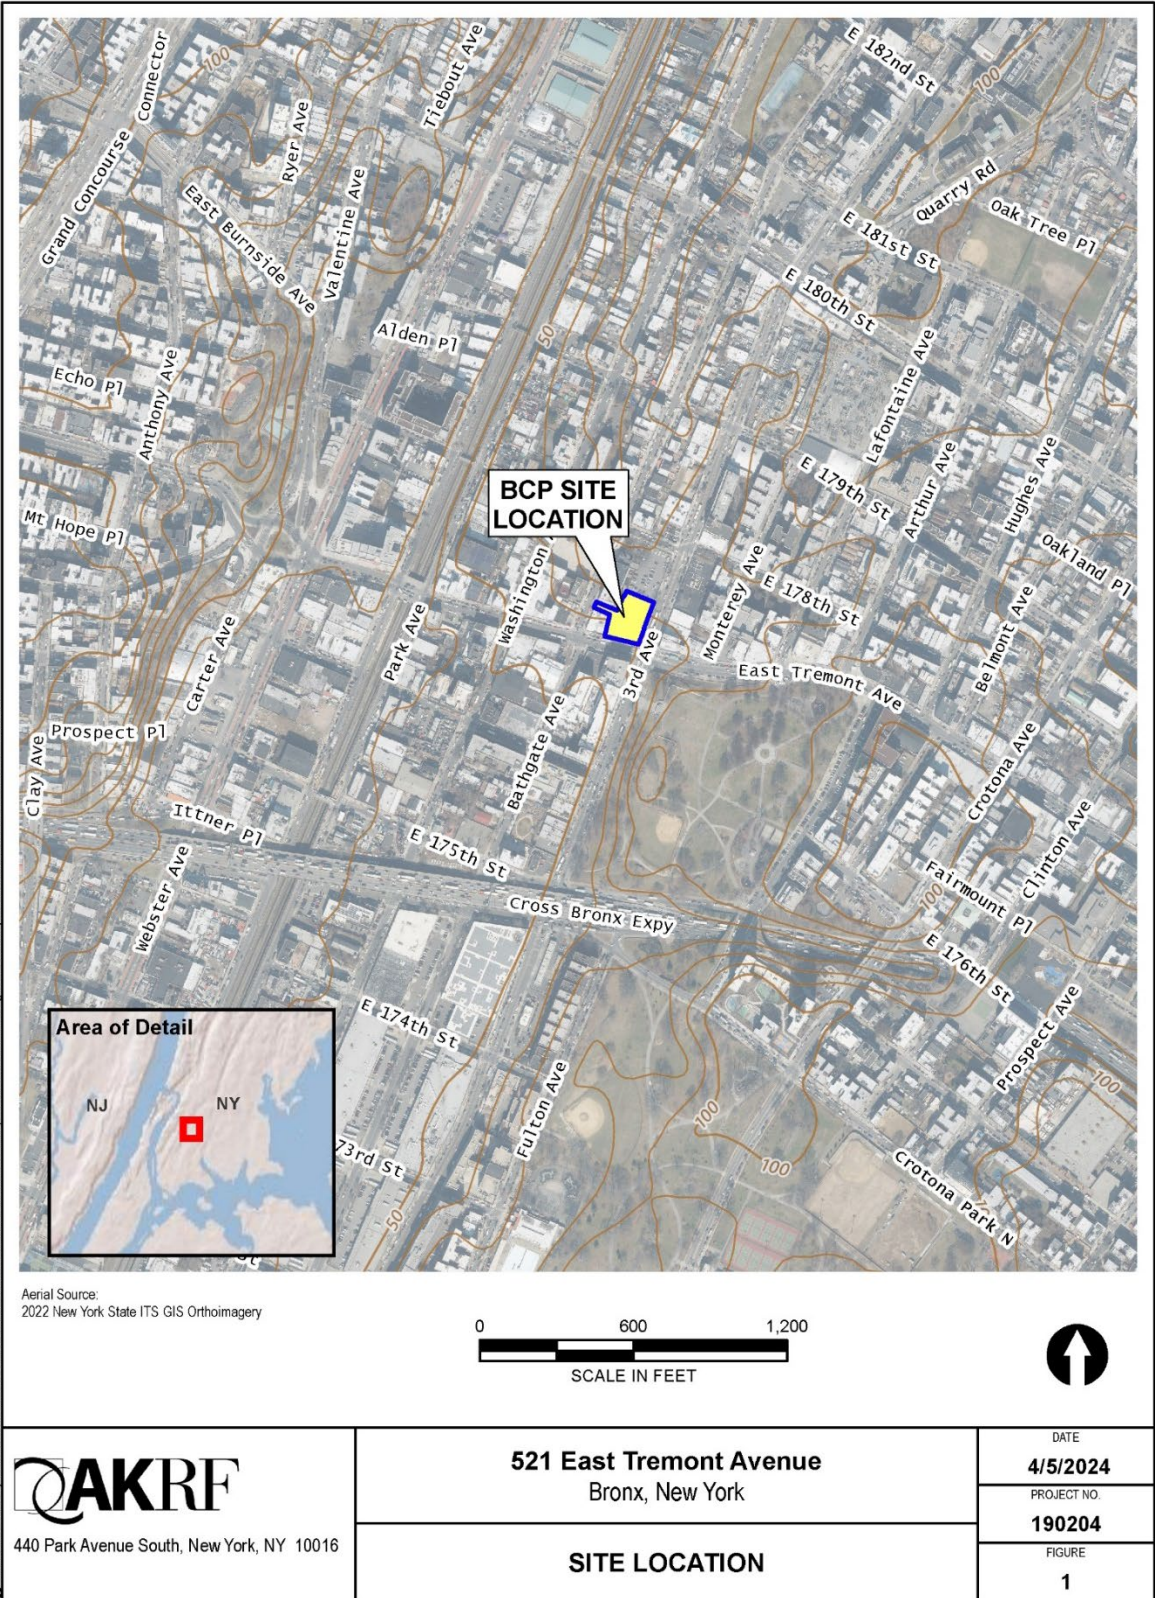 E 182nd St
100
Grand Concourse Connector
100
Ryer Ave
Tiebout Ave
Valentine Ave
East Burnside Ave
Quarry Rd
Oak Tree Pl
E 181st St
E 180th St
Alden Pl
50
Echo Pl
Anthony Ave
Lafontaine Ave
E 179th St
Arthur Ave
Hughes Ave
Mt Hope Pl
BCP SITE
LOCATION
Washington
Oakland Pl
Monterey Ave
E 178th St
Belmont Ave
Park Ave
Carter Ave
3rd Ave
East Tremont Ave
Prospect Pl
Clay Ave
Bathgate Ave
Crotona Ave
Ittner Pl
E 175th St
Clinton Ave
Fairmount Pl
100
Webster Ave
Cross Bronx Expy
E 176th St
E 174th St
Prospect Ave
100
Fulton Ave
100
100
73rd St
Crotona Park N
50
Area of Detail
NJ
NY
St
Aerial Source:
2022 New York State ITS GIS Orthoimagery
0 600 1,200
SCALE IN FEET
AKRF
440 Park Avenue South, New York, NY 10016
521 East Tremont Avenue
Bronx, New York
SITE LOCATION
DATE
4/5/2024
PROJECT NO.
190204
FIGURE
1